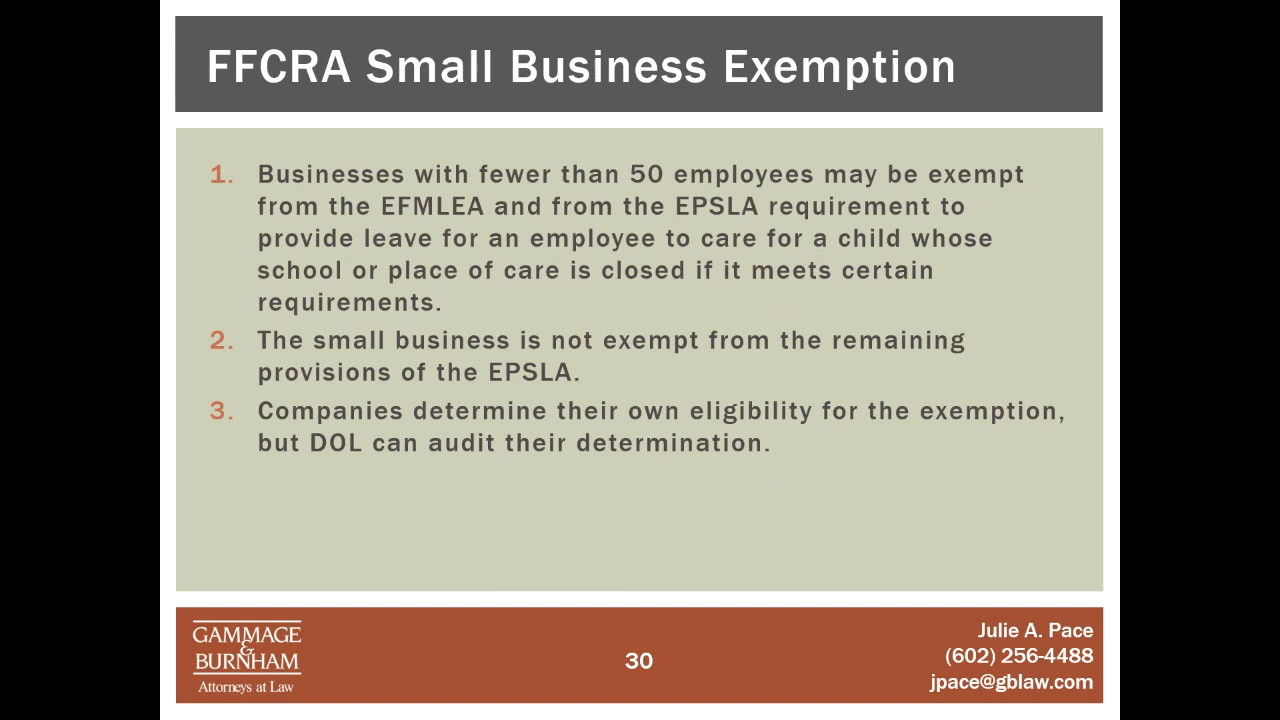 FFCRA Small Business Exemption
1. Businesses with fewer than 50 employees may be exempt
from the EFMLEA and from the EPSLA requirement to
provide leave for an employee to care for a child whose
school or place of care is closed if it meets certain
requirements.
2. The small business is not exempt from the remaining
provisions of the EPSLA.
3. Companies determine their own eligibility for the exemption,
but DOL can audit their determination.
GAMMAGE
&
BURNHAM
Attorneys at Law
30
Julie A. Pace
(602) 256-4488
jpace@gblaw.com